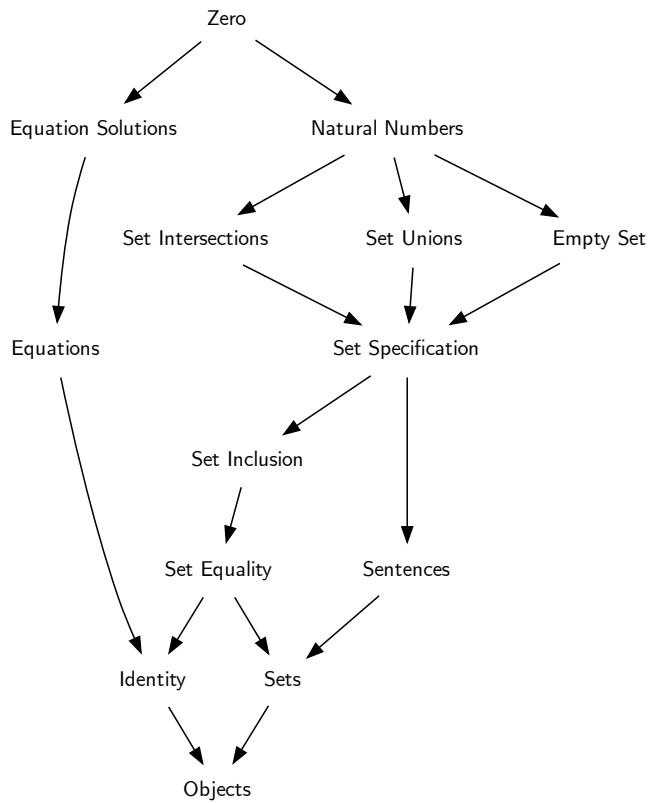 Zero
Equation Solutions
Natural Numbers
Set Intersections
Set Unions
Empty Set
Equations
Set Specification
Set Inclusion
Set Equality
Sentences
Identity
Sets
Objects